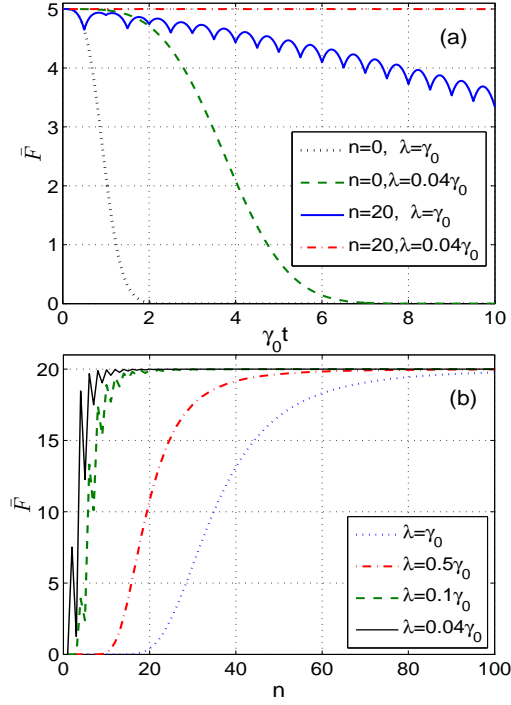 5
4
3
2
1
0
F̄
(a)
n=0, λ=γ₀
n=0,λ=0.04γ₀
n=20, λ=γ₀
n=20,λ=0.04γ₀
0 2 4 6 8 10
γ₀t
20
15
10
5
0
F̄
(b)
λ=γ₀
λ=0.5γ₀
λ=0.1γ₀
λ=0.04γ₀
0 20 40 60 80 100
n